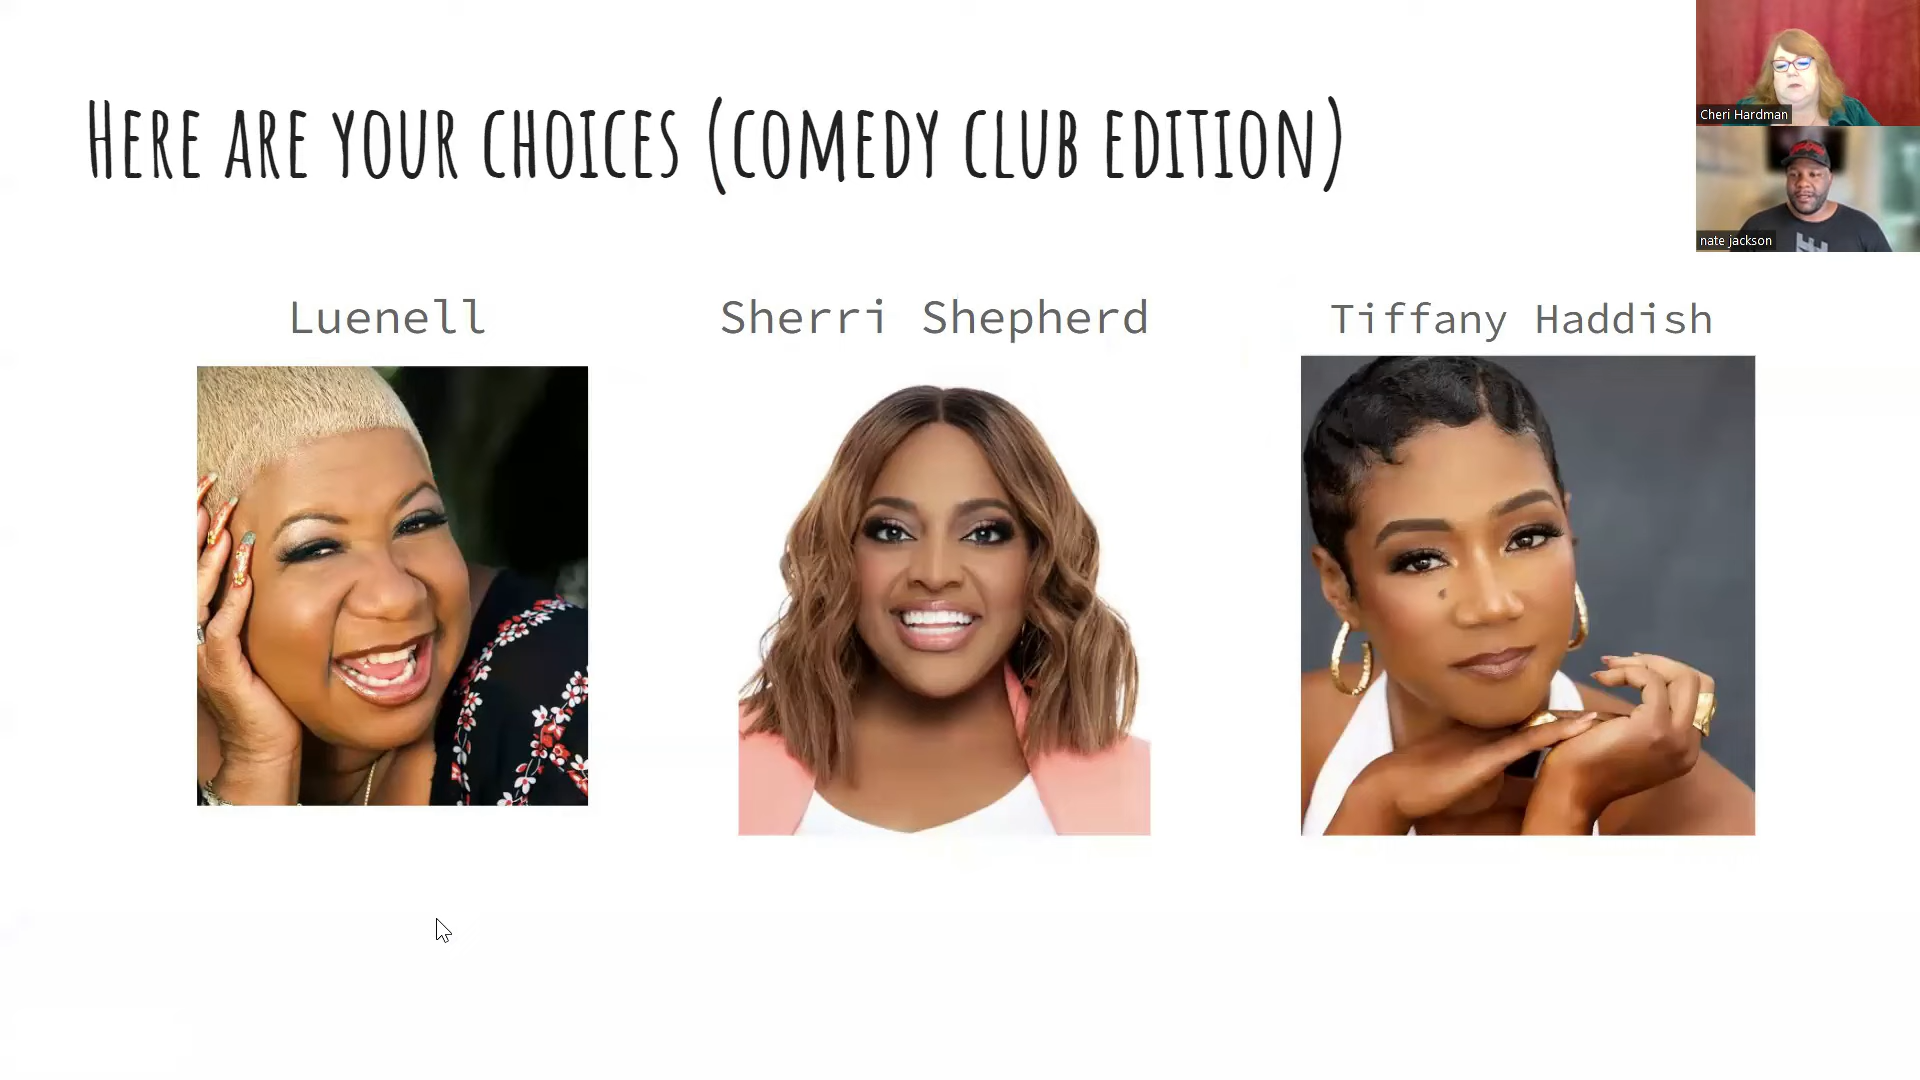 Here are your choices (comedy club edition)
Cheri Hardman
nate jackson
Luenell
Sherri Shepherd
Tiffany Haddish